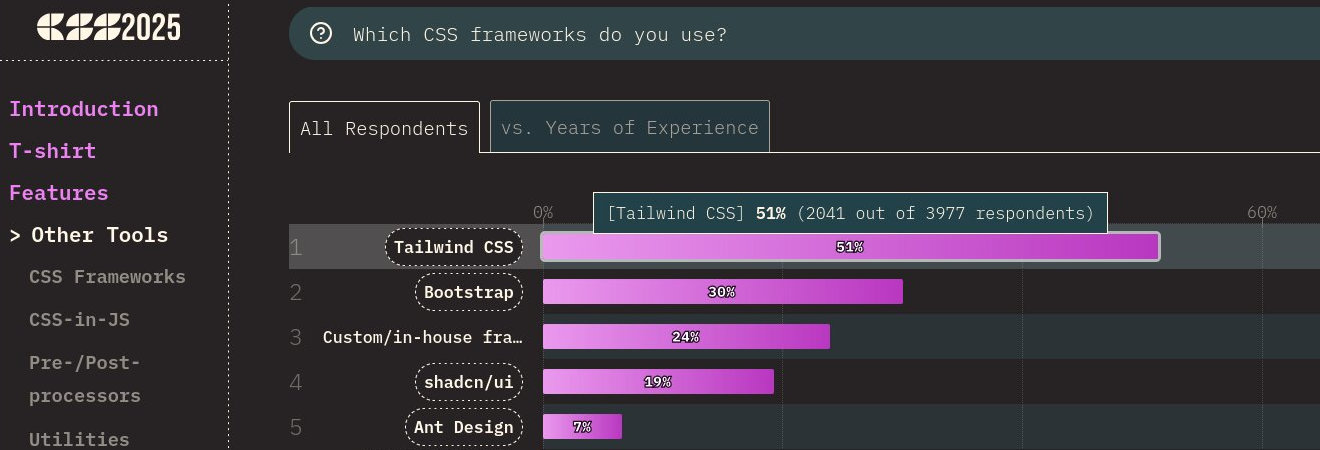 CSS2025
Which CSS frameworks do you use?
Introduction
T-shirt
Features
> Other Tools
CSS Frameworks
CSS-in-JS
Pre-/Post-
processors
Utilities
All Respondents
vs. Years of Experience
0%
[Tailwind CSS] 51% (2041 out of 3977 respondents)
60%
1 Tailwind CSS 51%
2 Bootstrap 30%
3 Custom/in-house fra… 24%
4 shadcn/ui 19%
5 Ant Design 7%